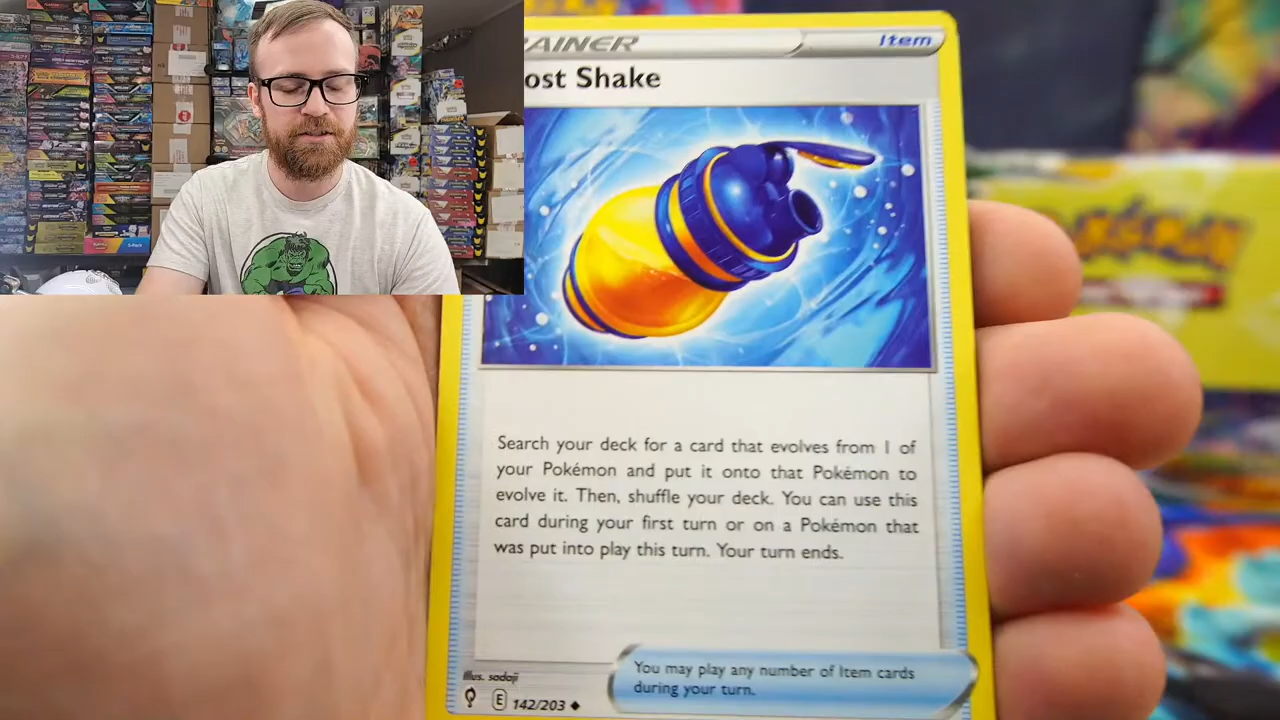 AINER
Item
ost Shake
Search your deck for a card that evolves from 1 of
your Pokémon and put it onto that Pokémon to
evolve it. Then, shuffle your deck. You can use this
card during your first turn or on a Pokémon that
was put into play this turn. Your turn ends.
You may play any number of Item cards
during your turn.
illus. sadaji
E 142/203
POKéMON